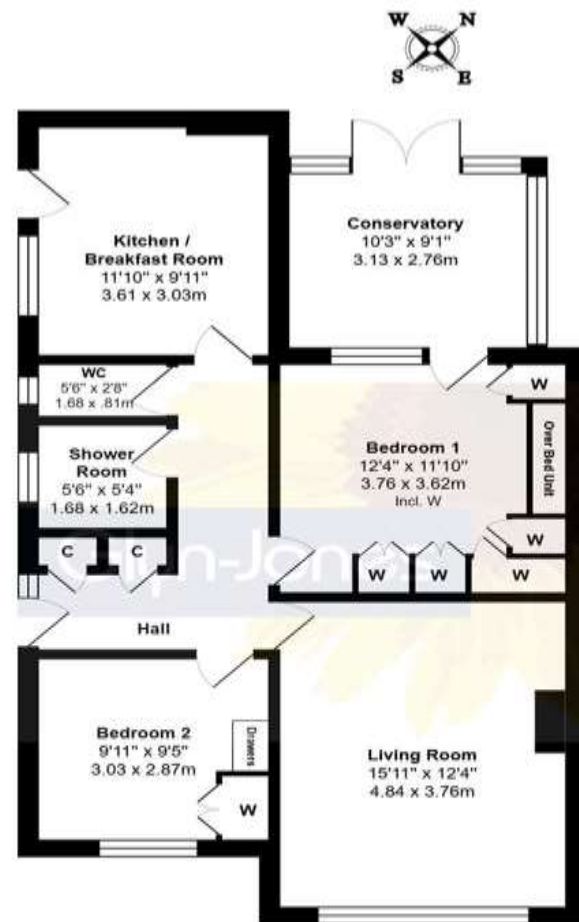 W N
S E
Kitchen /
Breakfast Room
11'10" x 9'11"
3.61 x 3.03m
Conservatory
10'3" x 9'1"
3.13 x 2.76m
WC
5'6" x 2'8"
1.68 x .81m
Shower
Room
5'6" x 5'4"
1.68 x 1.62m
Bedroom 1
12'4" x 11'10"
3.76 x 3.62m
Incl. W
W
Over Bed Unit
W
W
W
W
C
C
Glyn-Jones
Hall
Bedroom 2
9'11" x 9'5"
3.03 x 2.87m
Drawers
W
Living Room
15'11" x 12'4"
4.84 x 3.76m